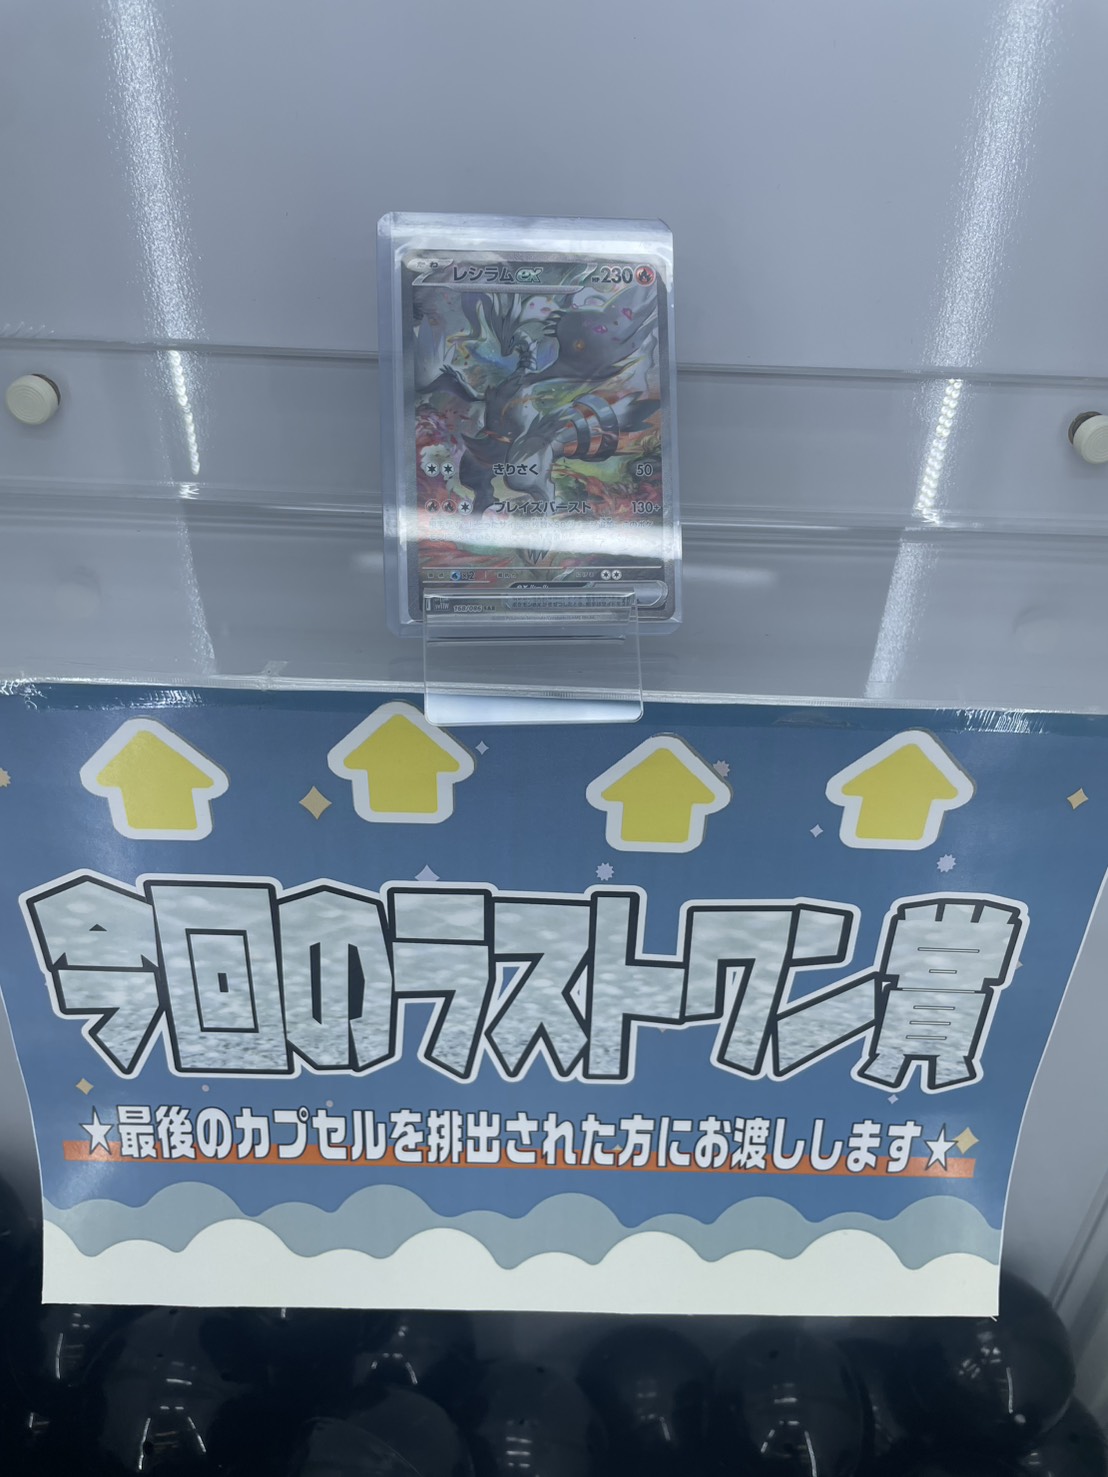 レシラムex 230
きりさく 50
ブレイズバースト 130+
今回のラストワン賞
★最後のカプセルを排出された方にお渡しします★